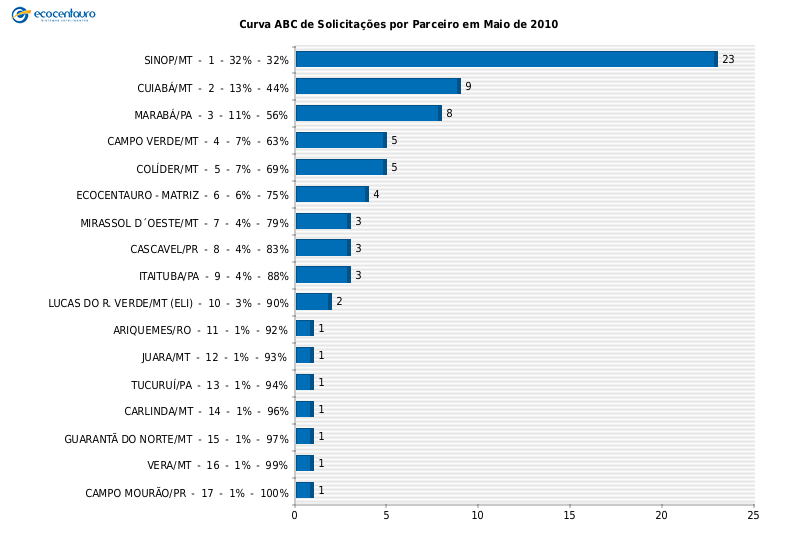 ecocentauro
Curva ABC de Solicitações por Parceiro em Maio de 2010
SINOP/MT - 1 - 32% - 32% 23
CUIABÁ/MT - 2 - 13% - 44% 9
MARABÁ/PA - 3 - 11% - 56% 8
CAMPO VERDE/MT - 4 - 7% - 63% 5
COLÍDER/MT - 5 - 7% - 69% 5
ECOCENTAURO - MATRIZ - 6 - 6% - 75% 4
MIRASSOL D´OESTE/MT - 7 - 4% - 79% 3
CASCAVEL/PR - 8 - 4% - 83% 3
ITAITUBA/PA - 9 - 4% - 88% 3
LUCAS DO R. VERDE/MT (ELI) - 10 - 3% - 90% 2
ARIQUEMES/RO - 11 - 1% - 92% 1
JUARA/MT - 12 - 1% - 93% 1
TUCURUÍ/PA - 13 - 1% - 94% 1
CARLINDA/MT - 14 - 1% - 96% 1
GUARANTÃ DO NORTE/MT - 15 - 1% - 97% 1
VERA/MT - 16 - 1% - 99% 1
CAMPO MOURÃO/PR - 17 - 1% - 100% 1
0 5 10 15 20 25